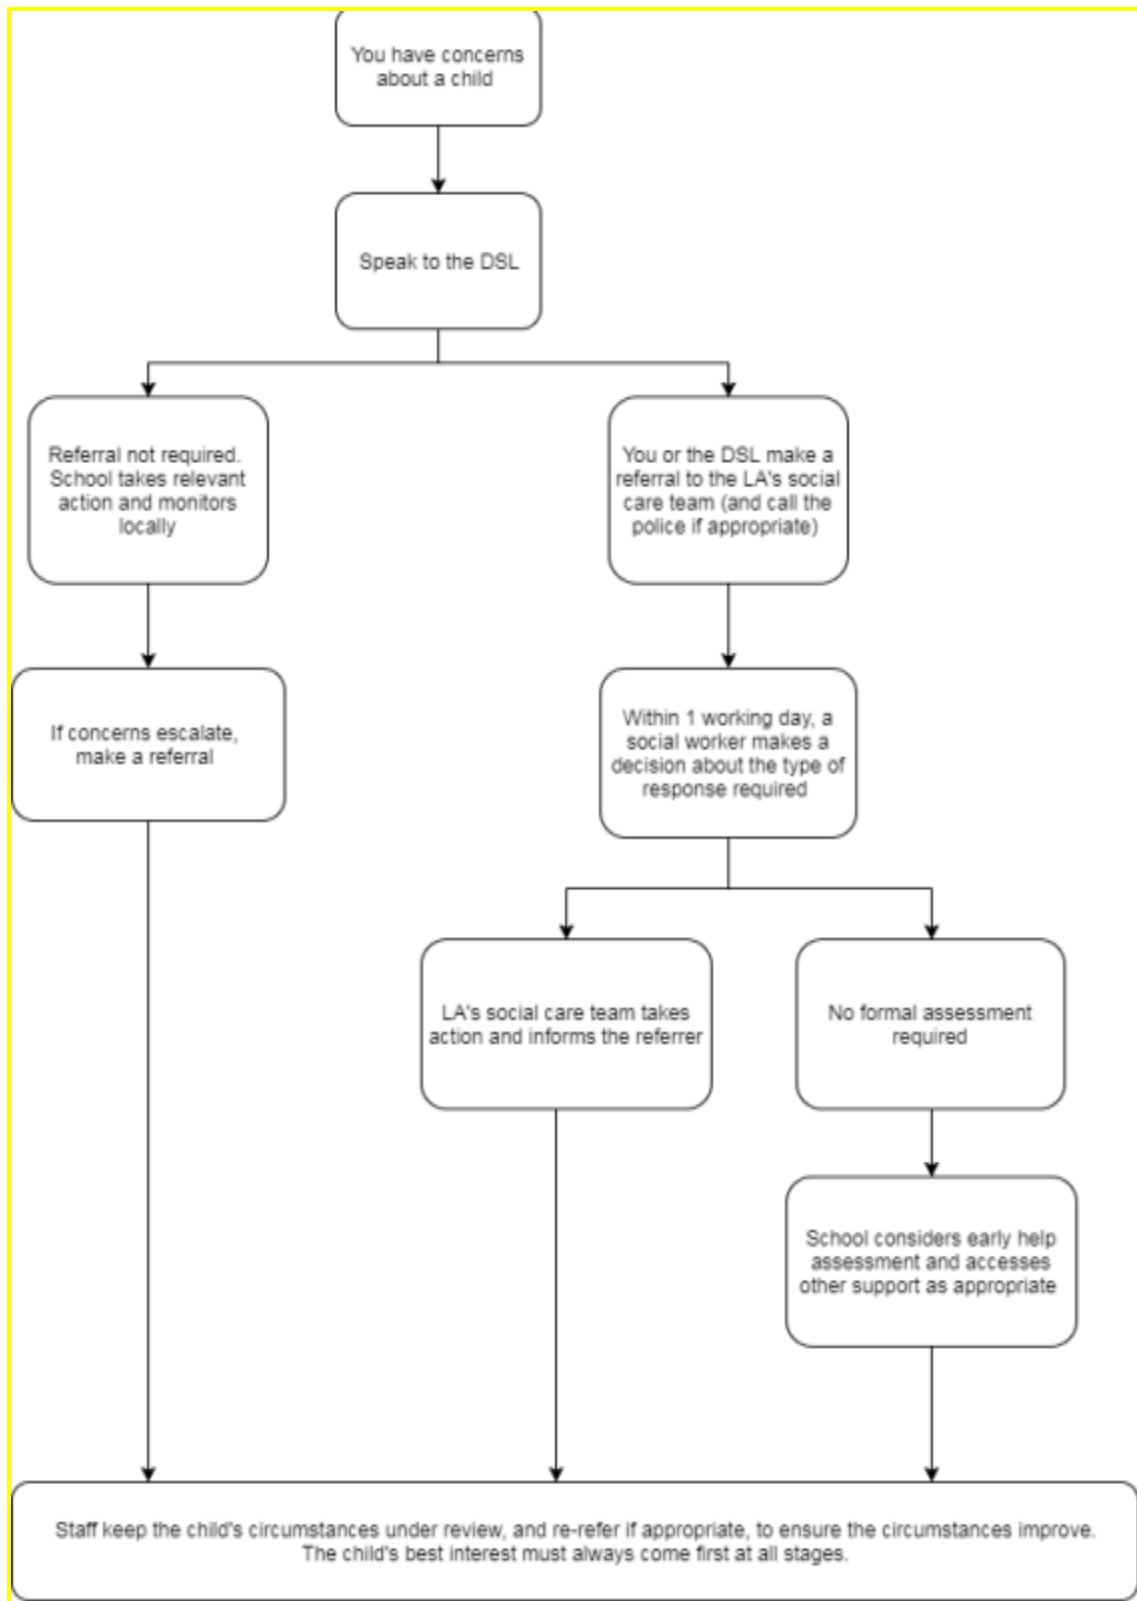 You have concerns
about a child
Speak to the DSL
Referral not required.
School takes relevant
action and monitors
locally
You or the DSL make a
referral to the LA's social
care team (and call the
police if appropriate)
If concerns escalate,
make a referral
Within 1 working day, a
social worker makes a
decision about the type of
response required
LA's social care team takes
action and informs the referrer
No formal assessment
required
School considers early help
assessment and accesses
other support as appropriate
Staff keep the child's circumstances under review, and re-refer if appropriate, to ensure the circumstances improve.
The child's best interest must always come first at all stages.